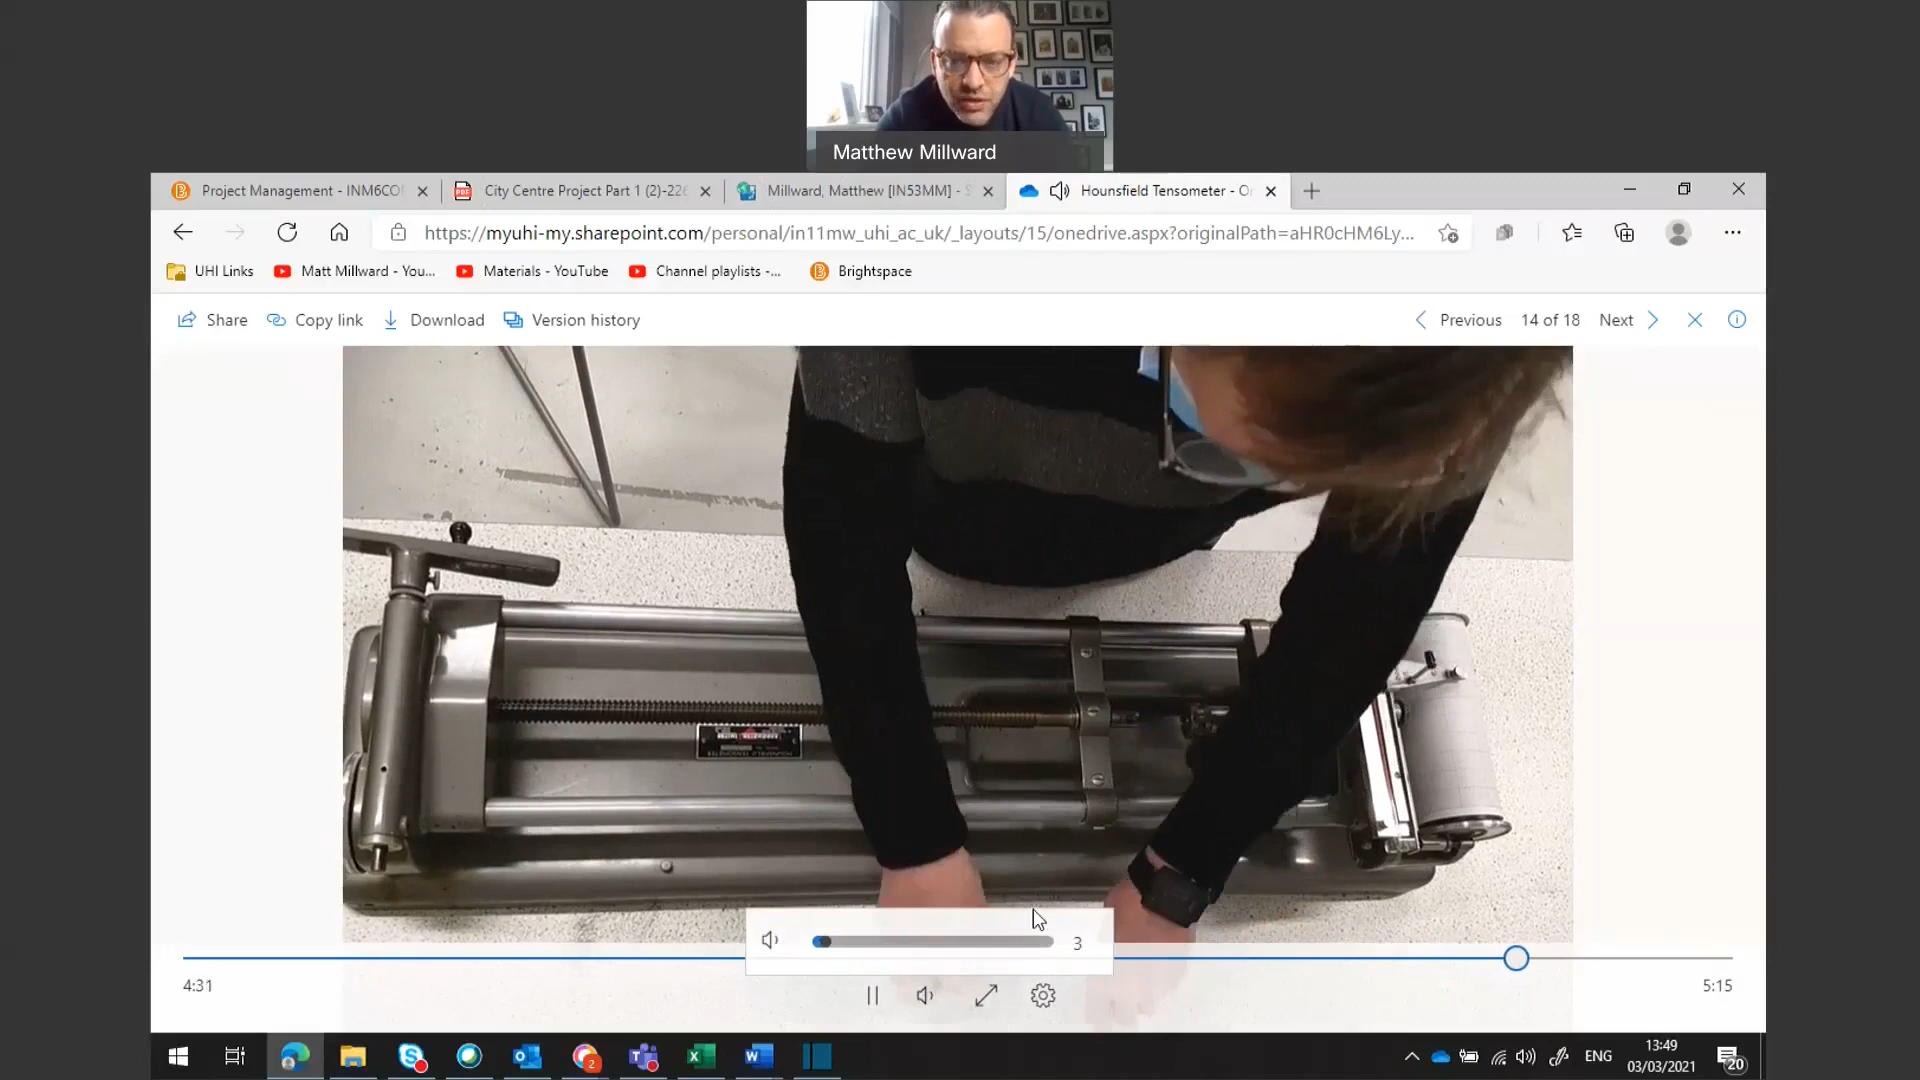 Matthew Millward
Project Management - INM6CO
City Centre Project Part 1 (2)-226
Millward, Matthew [IN53MM] - S
Hounsfield Tensometer - On
https://myuhi-my.sharepoint.com/personal/in11mw_uhi_ac_uk/_layouts/15/onedrive.aspx?originalPath=aHR0cHM6Ly...
UHI Links
Matt Millward - You...
Materials - YouTube
Channel playlists -...
Brightspace
Share
Copy link
Download
Version history
Previous
14 of 18
Next
3
4:31
5:15
2
ENG
13:49
03/03/2021
20